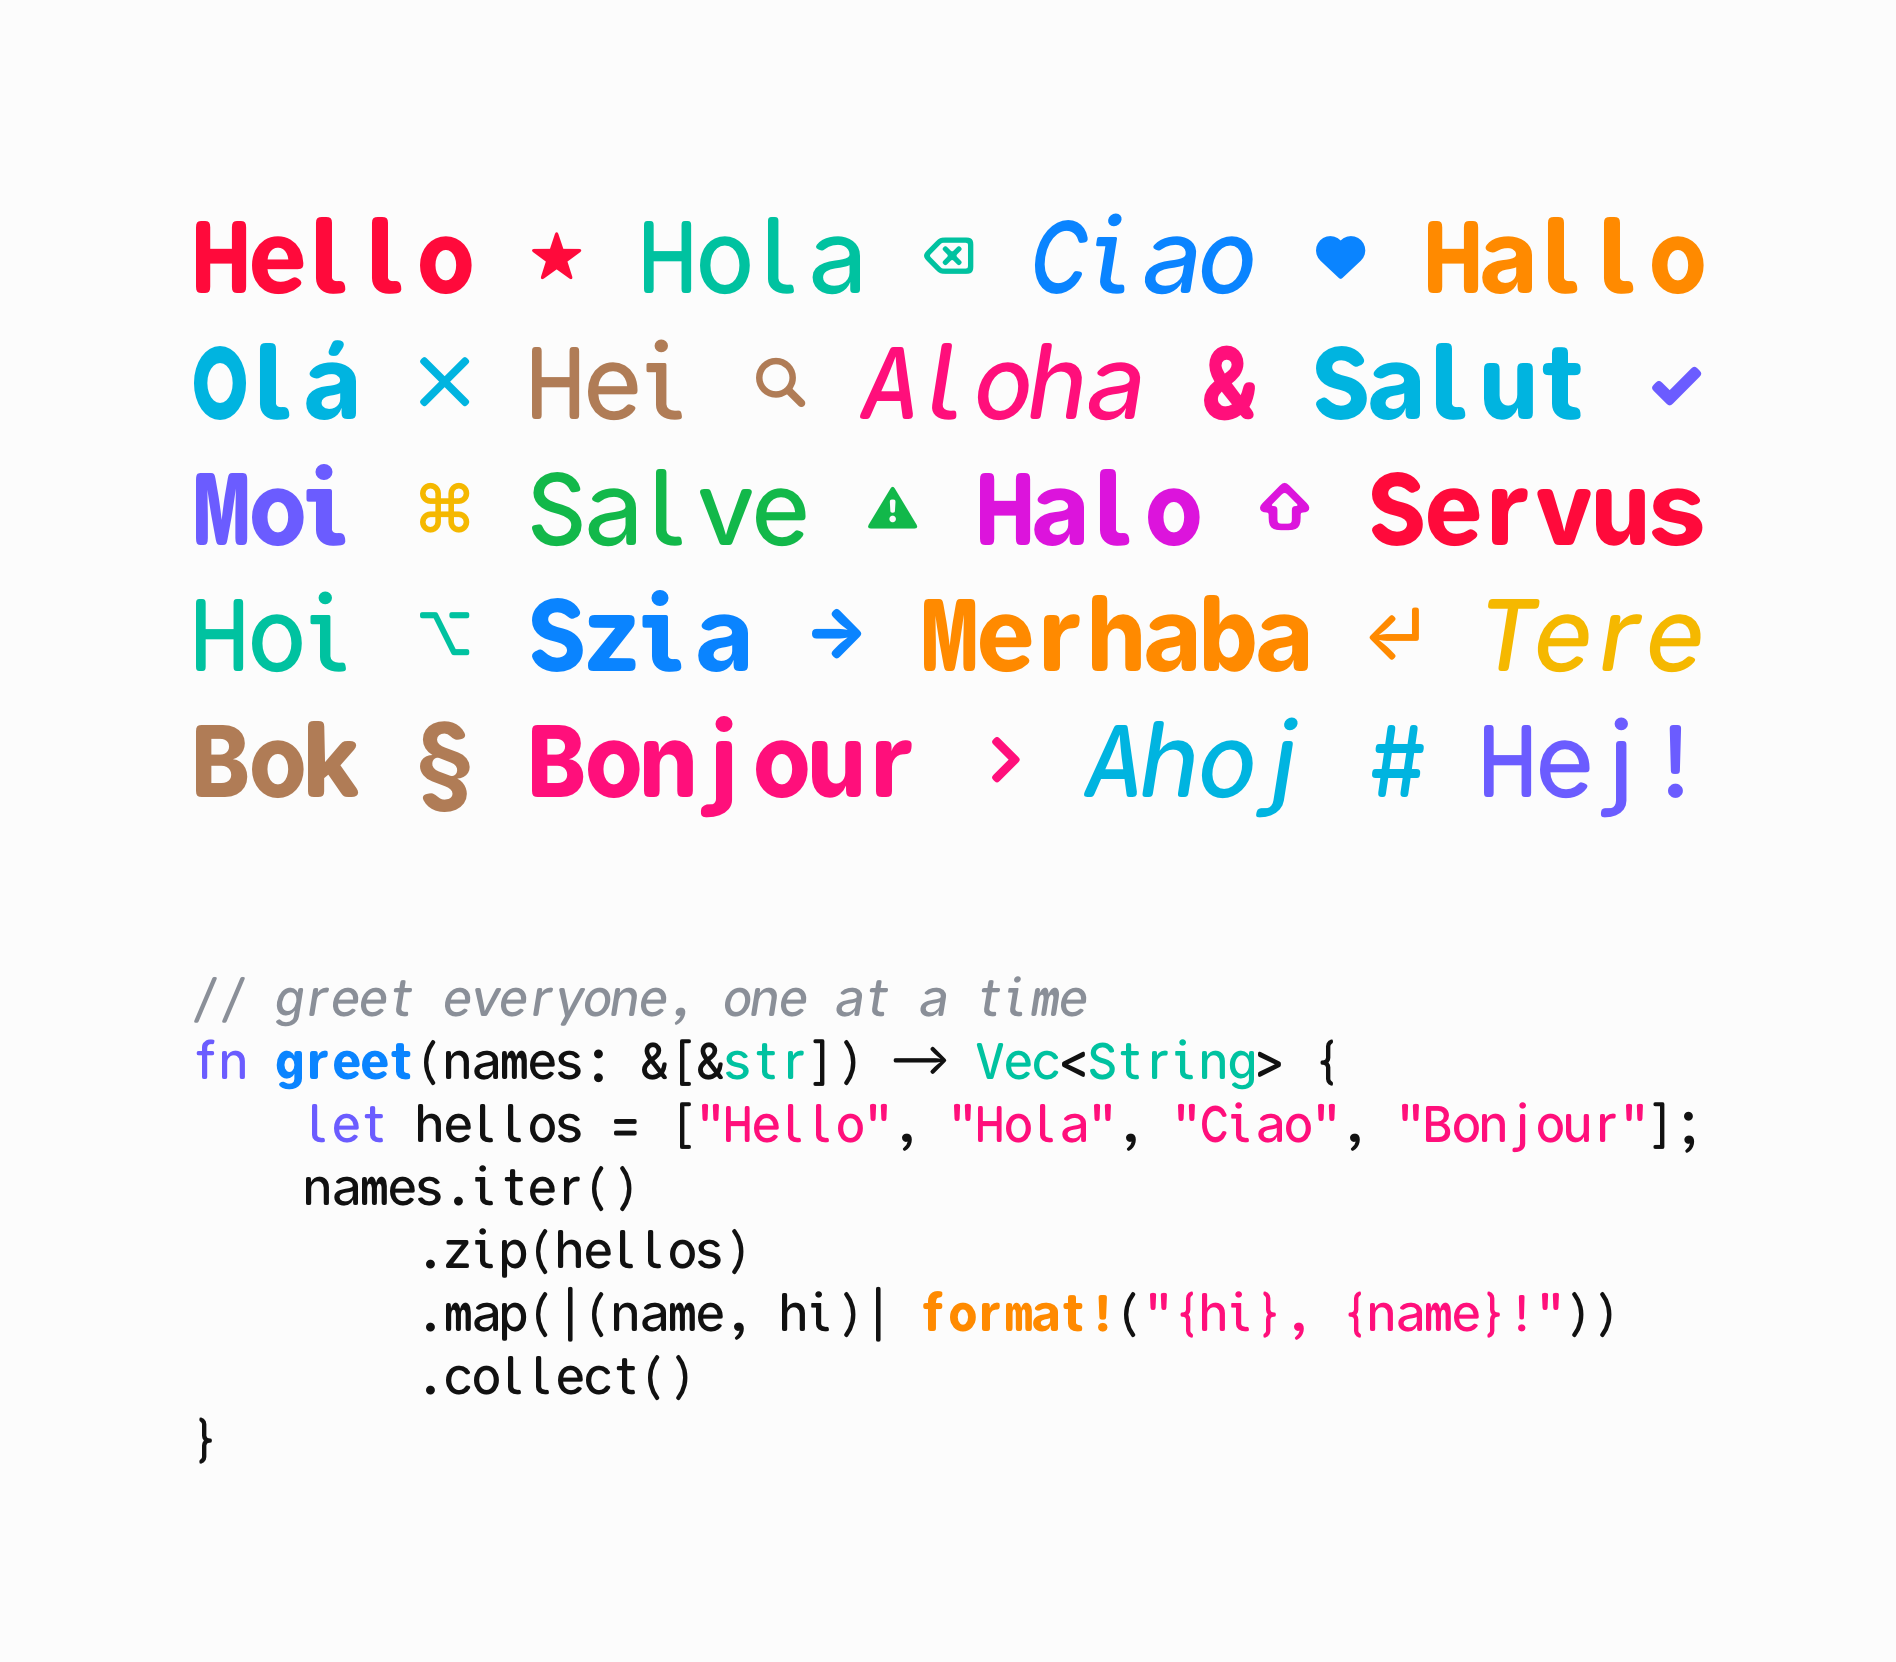 Hello ★ Hola ⌫ Ciao ♥ Hallo
Olá × Hei 🔍 Aloha & Salut ✓
Moi ⌘ Salve ⚠ Halo ⇧ Servus
Hoi ⌥ Szia → Merhaba ↵ Tere
Bok § Bonjour › Ahoj # Hej!
// greet everyone, one at a time
fn greet(names: &[&str]) -> Vec<String> {
    let hellos = ["Hello", "Hola", "Ciao", "Bonjour"];
    names.iter()
        .zip(hellos)
        .map(|(name, hi)| format!("{hi}, {name}!"))
        .collect()
}